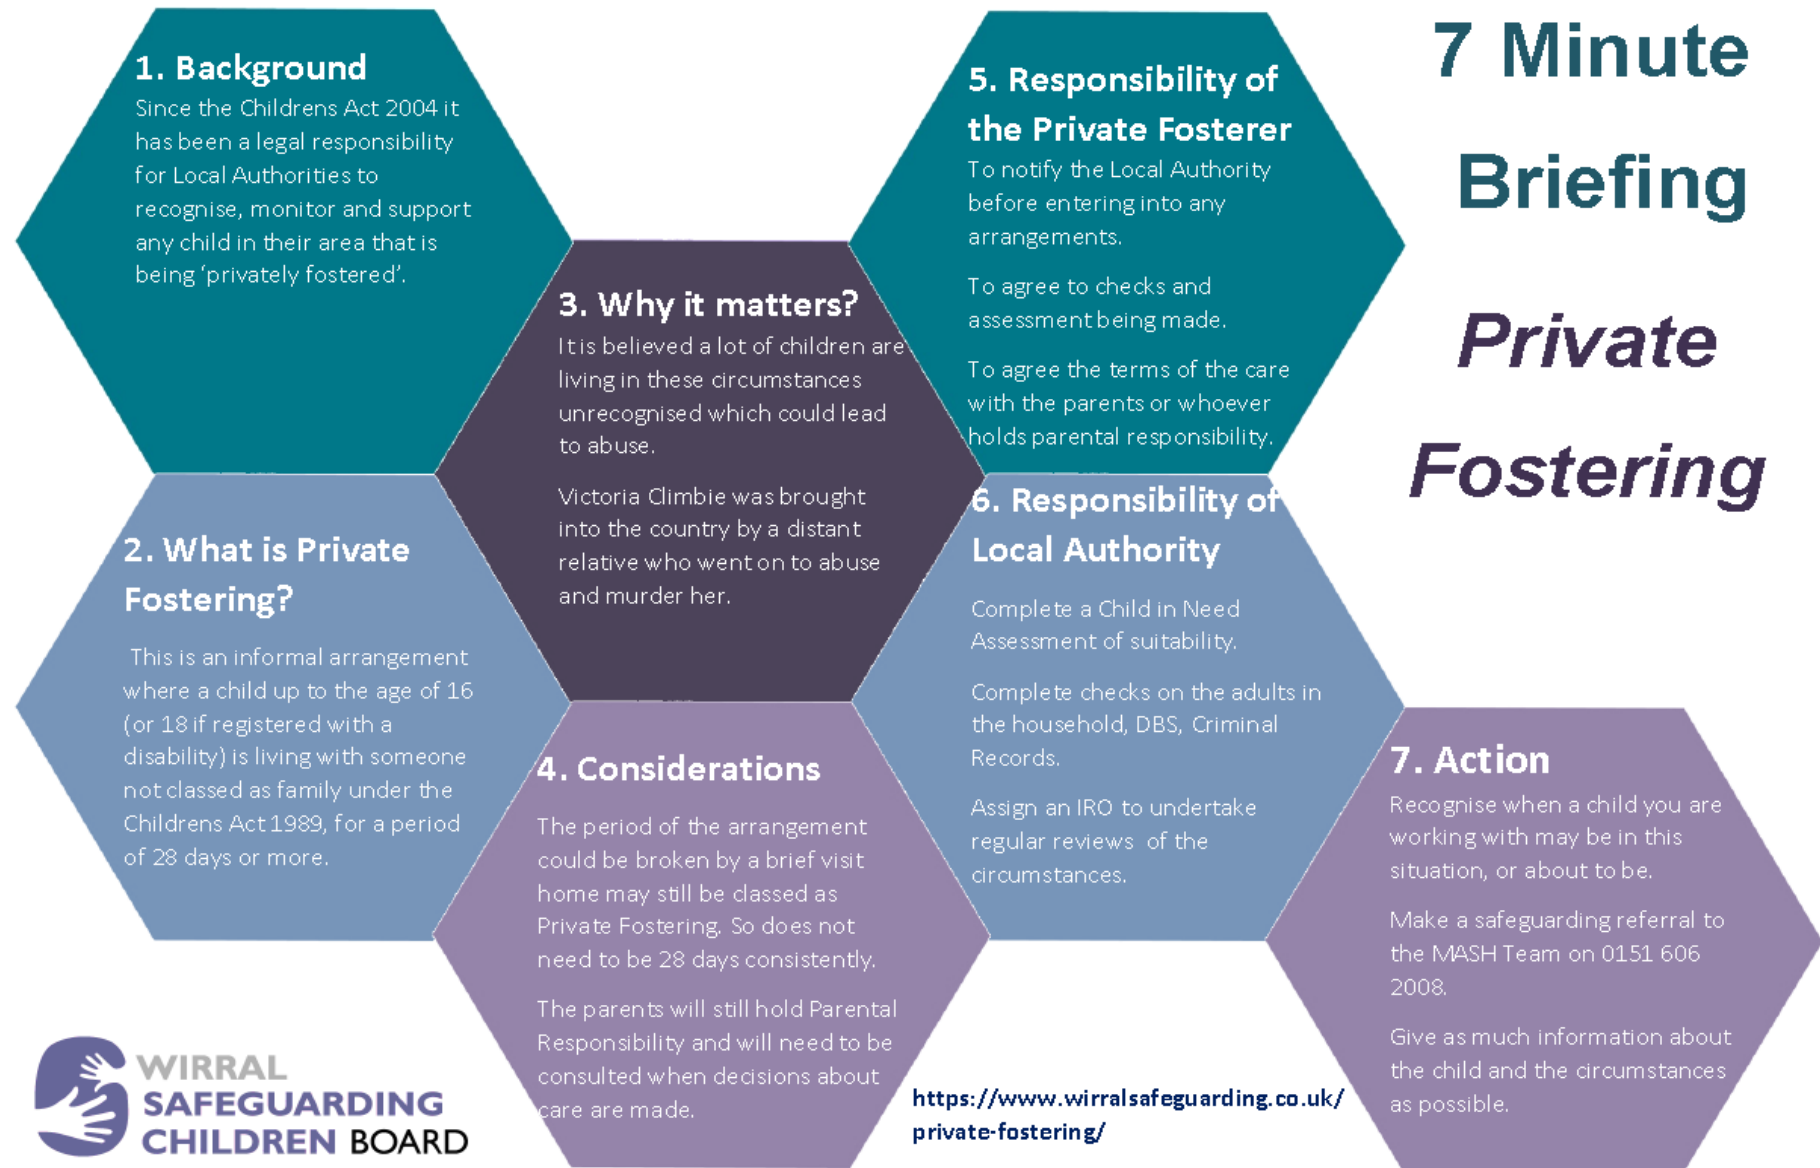 7 Minute
Briefing
Private
Fostering
1. Background
Since the Childrens Act 2004 it
has been a legal responsibility
for Local Authorities to
recognise, monitor and support
any child in their area that is
being ‘privately fostered’.
2. What is Private
Fostering?
This is an informal arrangement
where a child up to the age of 16
(or 18 if registered with a
disability) is living with someone
not classed as family under the
Childrens Act 1989, for a period
of 28 days or more.
3. Why it matters?
It is believed a lot of children are
living in these circumstances
unrecognised which could lead
to abuse.
Victoria Climbie was brought
into the country by a distant
relative who went on to abuse
and murder her.
4. Considerations
The period of the arrangement
could be broken by a brief visit
home may still be classed as
Private Fostering. So does not
need to be 28 days consistently.
The parents will still hold Parental
Responsibility and will need to be
consulted when decisions about
care are made.
5. Responsibility of
the Private Fosterer
To notify the Local Authority
before entering into any
arrangements.
To agree to checks and
assessment being made.
To agree the terms of the care
with the parents or whoever
holds parental responsibility.
6. Responsibility of
Local Authority
Complete a Child in Need
Assessment of suitability.
Complete checks on the adults in
the household, DBS, Criminal
Records.
Assign an IRO to undertake
regular reviews of the
circumstances.
7. Action
Recognise when a child you are
working with may be in this
situation, or about to be.
Make a safeguarding referral to
the MASH Team on 0151 606
2008.
Give as much information about
the child and the circumstances
as possible.
WIRRAL
SAFEGUARDING
CHILDREN BOARD
https://www.wirralsafeguarding.co.uk/
private-fostering/